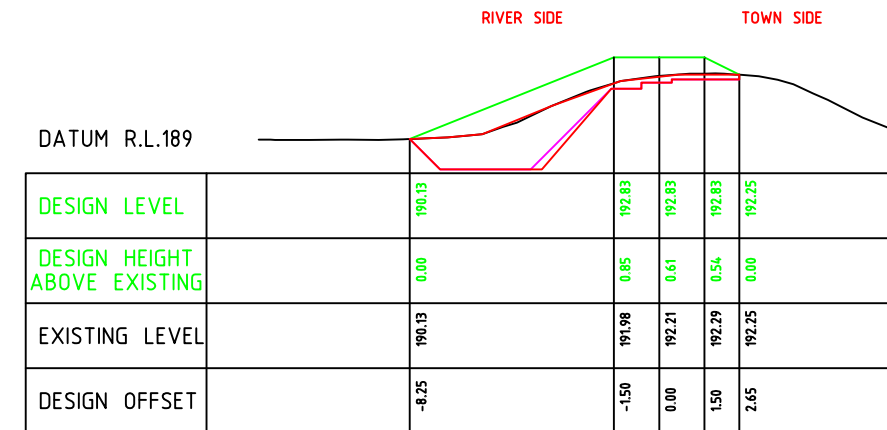 RIVER SIDE
TOWN SIDE
DATUM R.L.189
DESIGN LEVEL
190.13
192.83
192.83
192.83
192.25
DESIGN HEIGHT
ABOVE EXISTING
0.00
0.85
0.61
0.54
0.00
EXISTING LEVEL
190.13
191.98
192.21
192.29
192.25
DESIGN OFFSET
-8.25
-1.50
0.00
1.50
2.65